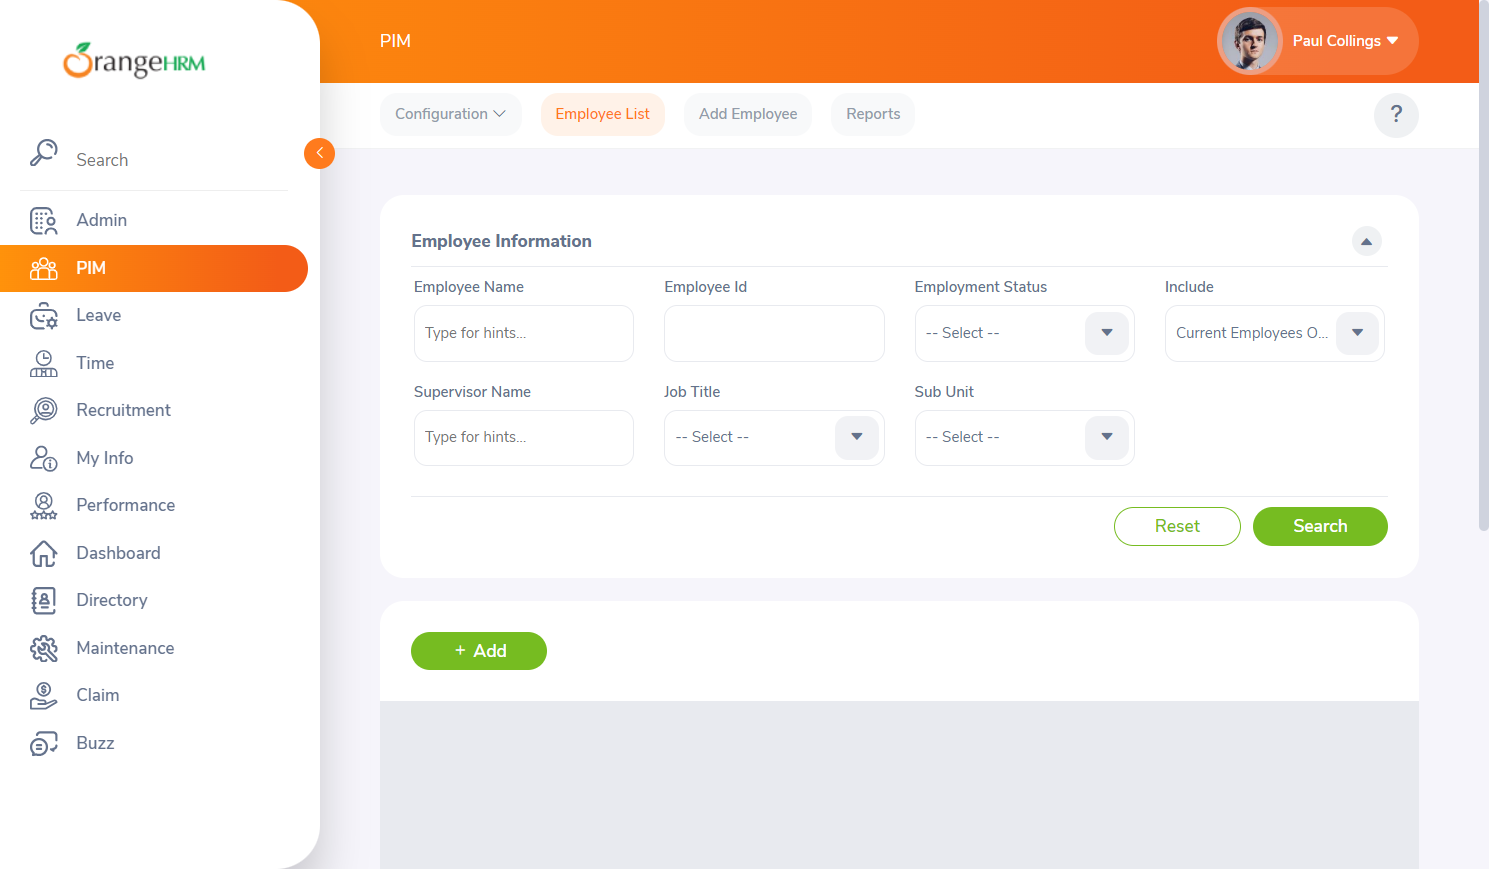 OrangeHRM
PIM
Paul Collings
Configuration
Employee List
Add Employee
Reports
?
Search
Admin
PIM
Leave
Time
Recruitment
My Info
Performance
Dashboard
Directory
Maintenance
Claim
Buzz
Employee Information
Employee Name
Employee Id
Employment Status
Include
Type for hints...
-- Select --
Current Employees O...
Supervisor Name
Job Title
Sub Unit
Type for hints...
-- Select --
-- Select --
Reset
Search
+ Add